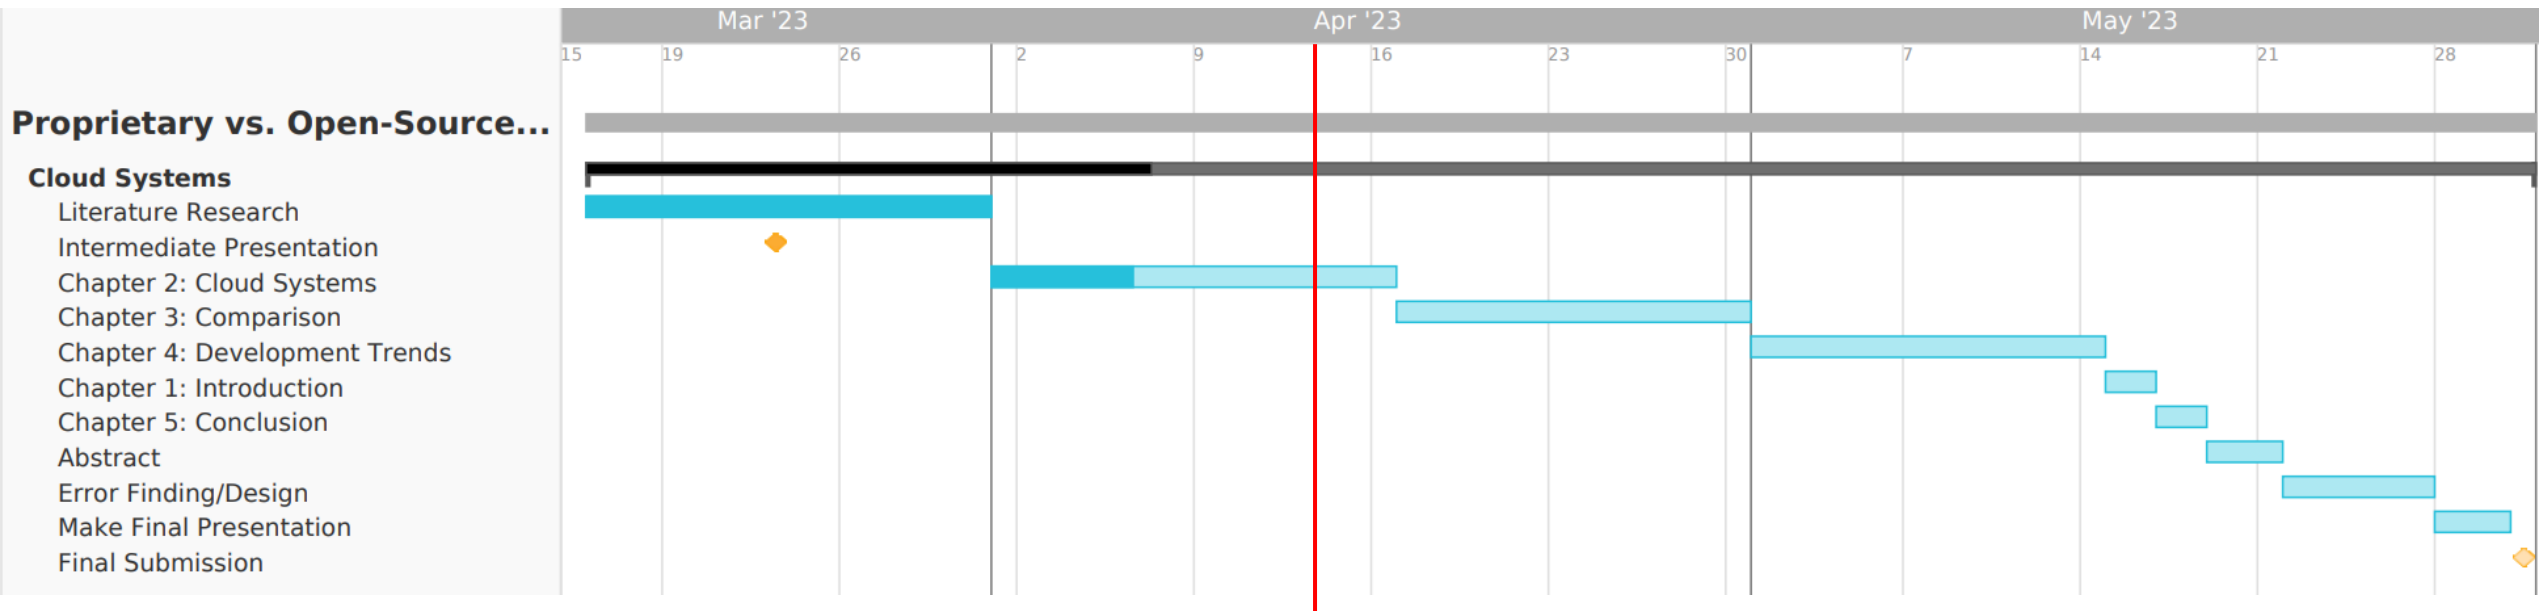 Mar '23 Apr '23 May '23
15 19 26 2 9 16 23 30 7 14 21 28
Proprietary vs. Open-Source...
Cloud Systems
Literature Research
Intermediate Presentation
Chapter 2: Cloud Systems
Chapter 3: Comparison
Chapter 4: Development Trends
Chapter 1: Introduction
Chapter 5: Conclusion
Abstract
Error Finding/Design
Make Final Presentation
Final Submission